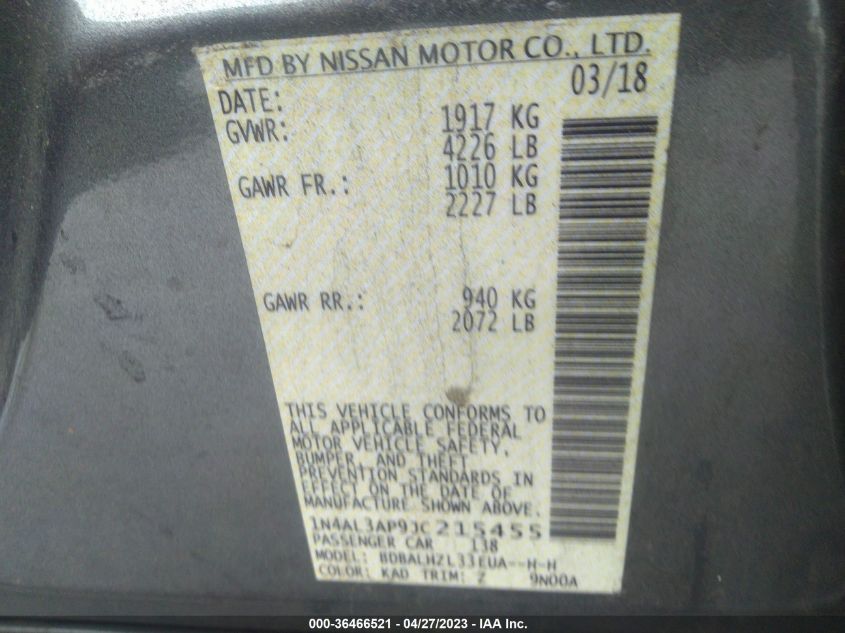 MFD BY NISSAN MOTOR CO., LTD.
DATE: 03/18
GVWR: 1917 KG
4226 LB
GAWR FR.: 1010 KG
2227 LB
GAWR RR.: 940 KG
2072 LB
THIS VEHICLE CONFORMS TO
ALL APPLICABLE FEDERAL
MOTOR VEHICLE SAFETY,
BUMPER, AND THEFT
PREVENTION STANDARDS IN
EFFECT ON THE DATE OF
MANUFACTURE SHOWN ABOVE.
1N4AL3AP9JC215455
PASSENGER CAR 138
MODEL: BDBALHZL33EUA--H-H
COLOR: KAD TRIM: Z 9N00A
000-36466521 - 04/27/2023 - IAA Inc.